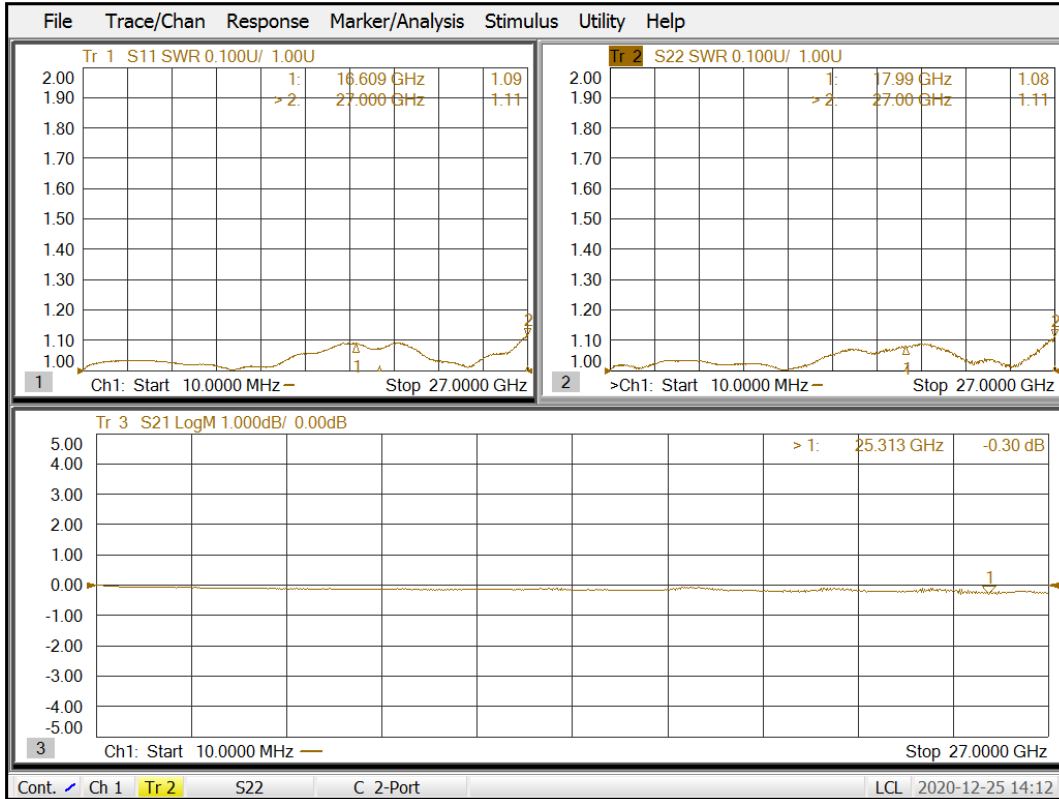 File Trace/Chan Response Marker/Analysis Stimulus Utility Help
Tr 1 S11 SWR 0.100U/ 1.00U
1: 16.609 GHz 1.09
> 2: 27.000 GHz 1.11
2.00
1.90
1.80
1.70
1.60
1.50
1.40
1.30
1.20
1.10
1.00
2
1
1 Ch1: Start 10.0000 MHz Stop 27.0000 GHz
Tr 2 S22 SWR 0.100U/ 1.00U
1: 17.99 GHz 1.08
> 2: 27.00 GHz 1.11
2.00
1.90
1.80
1.70
1.60
1.50
1.40
1.30
1.20
1.10
1.00
2
1
2 >Ch1: Start 10.0000 MHz Stop 27.0000 GHz
Tr 3 S21 LogM 1.000dB/ 0.00dB
> 1: 25.313 GHz -0.30 dB
5.00
4.00
3.00
2.00
1.00
0.00
-1.00
-2.00
-3.00
-4.00
-5.00
1
3 Ch1: Start 10.0000 MHz Stop 27.0000 GHz
Cont. Ch 1 Tr 2 S22 C 2-Port LCL 2020-12-25 14:12